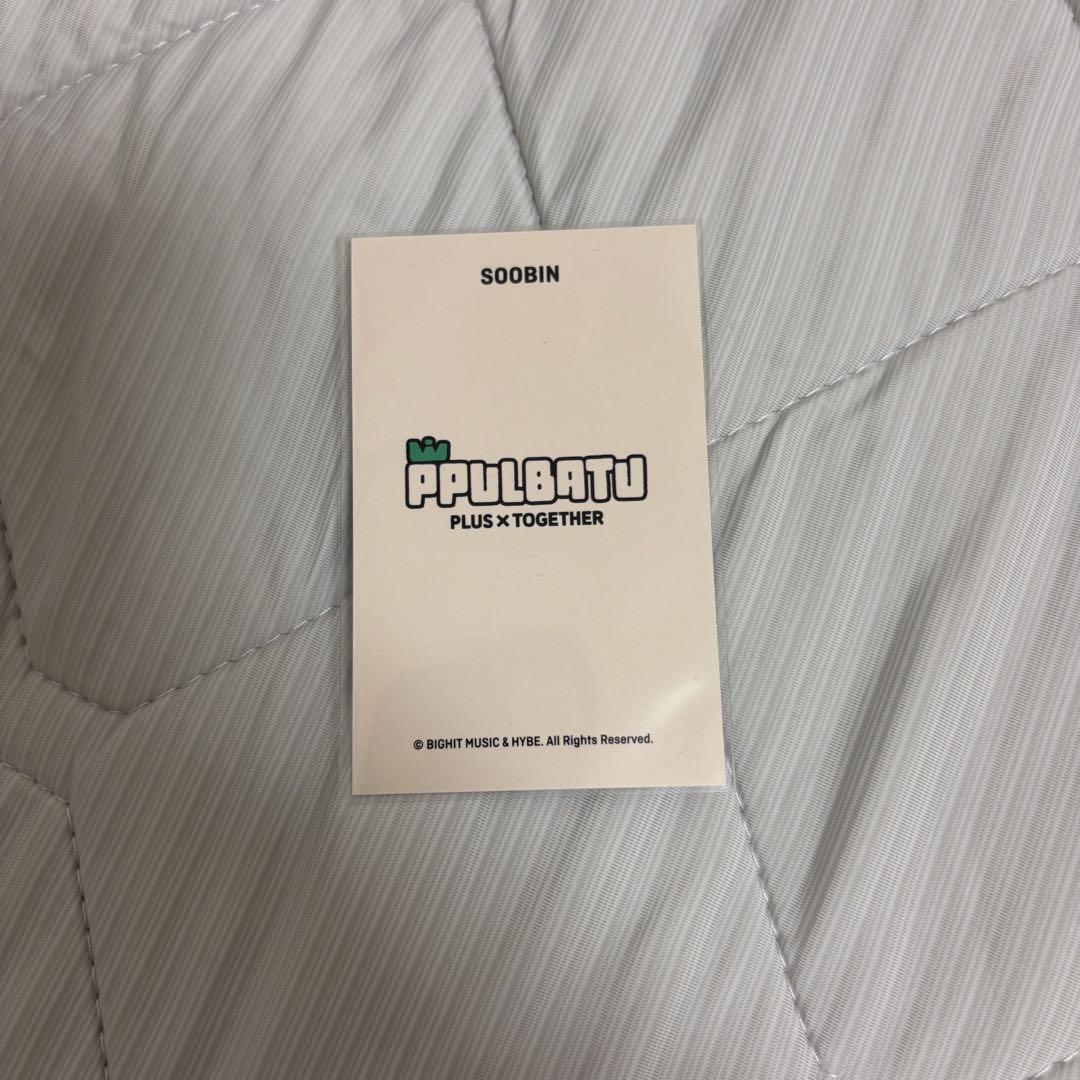 SOOBIN
PPULBATU
PLUS × TOGETHER
© BIGHIT MUSIC & HYBE. All Rights Reserved.